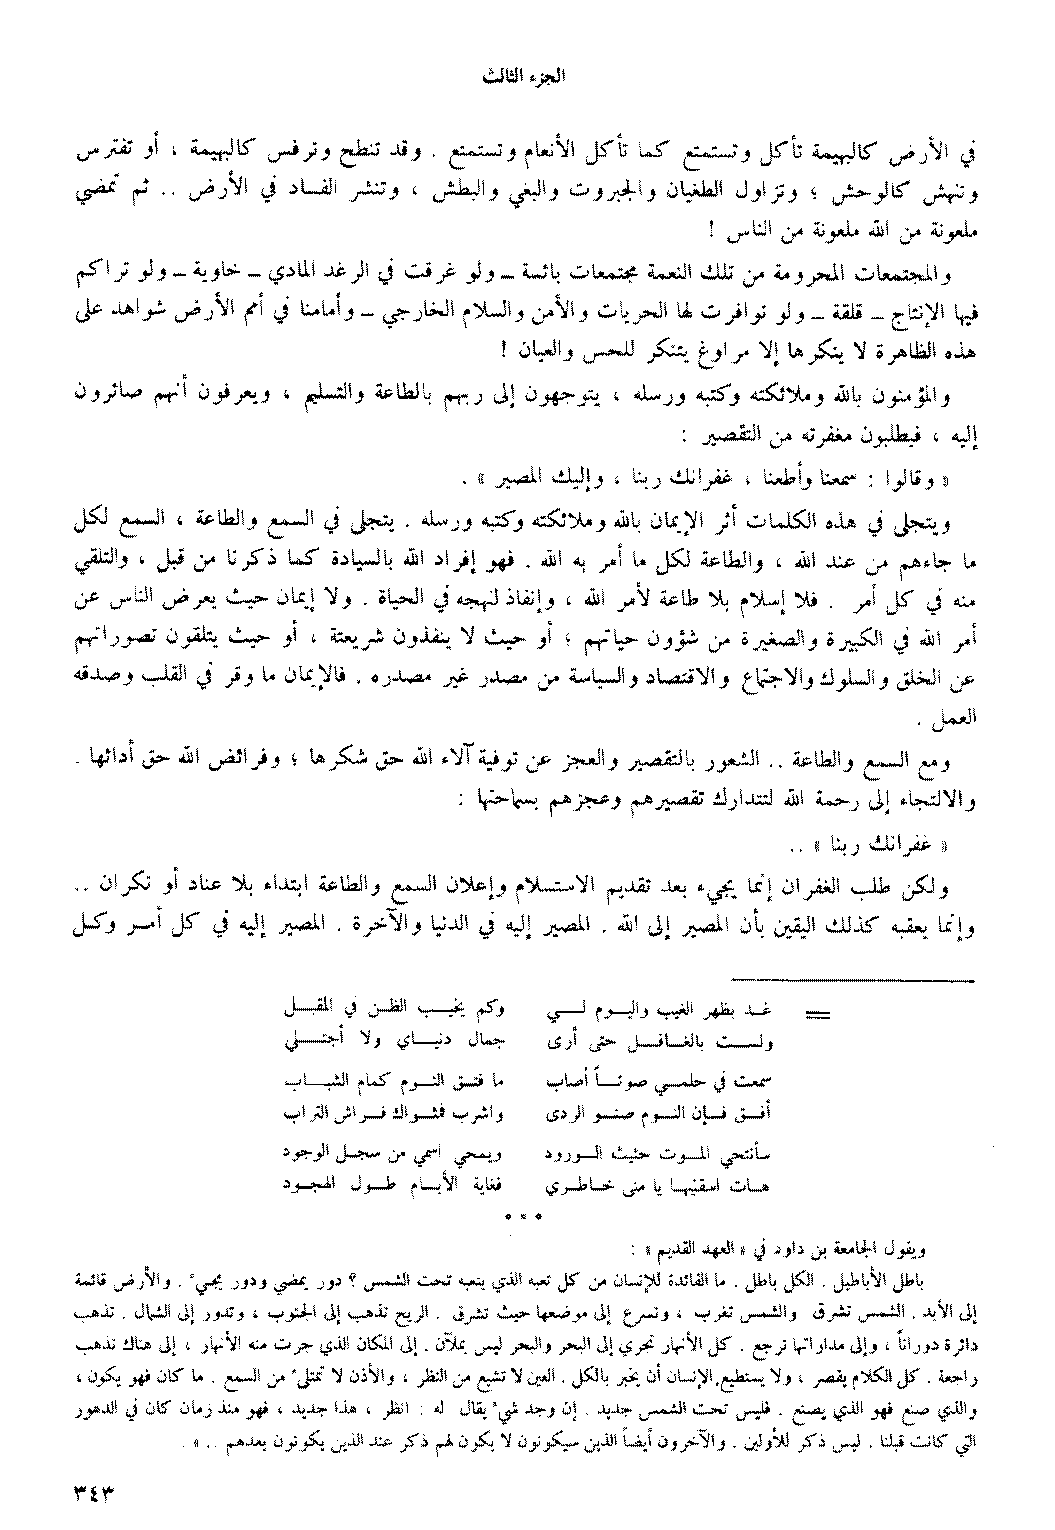 الجزء الثالث
في الأرض كالبهيمة تأكل وتستمتع كما تأكل الأنعام وتستمتع . وقد تنطح وترفس كالبهيمة ، أو تفترس
وتنهش كالوحش ؛ وتزاول الطغيان والجبروت والبغي والبطش ، وتنشر الفساد في الأرض .. ثم تمضي
ملعونة من الله ملعونة من الناس !
والمجتمعات المحرومة من تلك النعمة مجتمعات بائسة – ولو غرقت في الرغد المادي – خاوية – ولو تراكم
فيها الإنتاج – قلقة – ولو توافرت لها الحريات والأمن والسلام الخارجي – وأمامنا في أمم الأرض شواهد على
هذه الظاهرة لا ينكرها إلا مراوغ يتنكر للحس والعيان !
والمؤمنون بالله وملائكته وكتبه ورسله ، يتوجهون إلى ربهم بالطاعة والتسليم ، ويعرفون أنهم صائرون
إليه ، فيطلبون مغفرته من التقصير :
« وقالوا : سمعنا وأطعنا ، غفرانك ربنا ، وإليك المصير » .
ويتجلى في هذه الكلمات أثر الإيمان بالله وملائكته وكتبه ورسله . يتجلى في السمع والطاعة ، السمع لكل
ما جاءهم من عند الله ، والطاعة لكل ما أمر به الله . فهو إفراد الله بالسيادة كما ذكرنا من قبل ، والتلقي
منه في كل أمر . فلا إسلام بلا طاعة لأمر الله ، وإنفاذ لنهجه في الحياة . ولا إيمان حيث يعرض الناس عن
أمر الله في الكبيرة والصغيرة من شؤون حياتهم ؛ أو حيث لا ينفذون شريعتة ، أو حيث يتلقون تصوراتهم
عن الخلق والسلوك والاجتماع والاقتصاد والسياسة من مصدر غير مصدره . فالإيمان ما وقر في القلب وصدقه
العمل .
ومع السمع والطاعة .. الشعور بالتقصير والعجز عن توفية آلاء الله حق شكرها ؛ وفرائض الله حق أدائها .
والالتجاء إلى رحمة الله لتتدارك تقصيرهم وعجزهم بسماحتها :
« غفرانك ربنا » ..
ولكن طلب الغفران إنما يجيء بعد تقديم الاستسلام وإعلان السمع والطاعة ابتداء بلا عناد أو نكران ..
وإنما يعقبه كذلك اليقين بأن المصير إلى الله . المصير إليه في الدنيا والآخرة . المصير إليه في كل أمر وكل
= غد بظهر الغيب واليوم لي وكم يخيب الظن في المقبل
ولست بالغافل حتى أرى جمال دنياي ولا أجتلي
سمعت في حلمي صوتاً أصاب ما فتق النوم كمام الشباب
أفق فإن النوم صنو الردى واشرب فمثواك فراش التراب
سأنتحي الموت حثيث الورود ويمحي اسمي من سجل الوجود
هات اسقنيها يا منى خاطري فغاية الأيام طول الهجود
• • •
ويقول الجامعة بن داود في « العهد القديم » :
باطل الأباطيل . الكل باطل . ما الفائدة للإنسان من كل تعبه الذي يتعبه تحت الشمس ؟ دور يمضي ودور يجيء . والأرض قائمة
إلى الأبد . الشمس تشرق والشمس تغرب ، وتسرع إلى موضعها حيث تشرق . الريح تذهب إلى الجنوب ، وتدور إلى الشمال . تذهب
دائرة دوراناً ، وإلى مداراتها ترجع . كل الأنهار تجري إلى البحر والبحر ليس بملآن . إلى المكان الذي جرت منه الأنهار ، إلى هناك تذهب
راجعة . كل الكلام يقصر ، ولا يستطيع الإنسان أن يخبر بالكل . العين لا تشبع من النظر ، والأذن لا تمتلىء من السمع . ما كان فهو يكون ،
والذي صنع فهو الذي يصنع . فليس تحت الشمس جديد . إن وجد شيء يقال له : انظر ، هذا جديد ، فهو منذ زمان كان في الدهور
التي كانت قبلنا . ليس ذكر للأولين . والآخرون أيضاً الذين سيكونون لا يكون لهم ذكر عند الذين يكونون بعدهم .. » .
٣٤٣